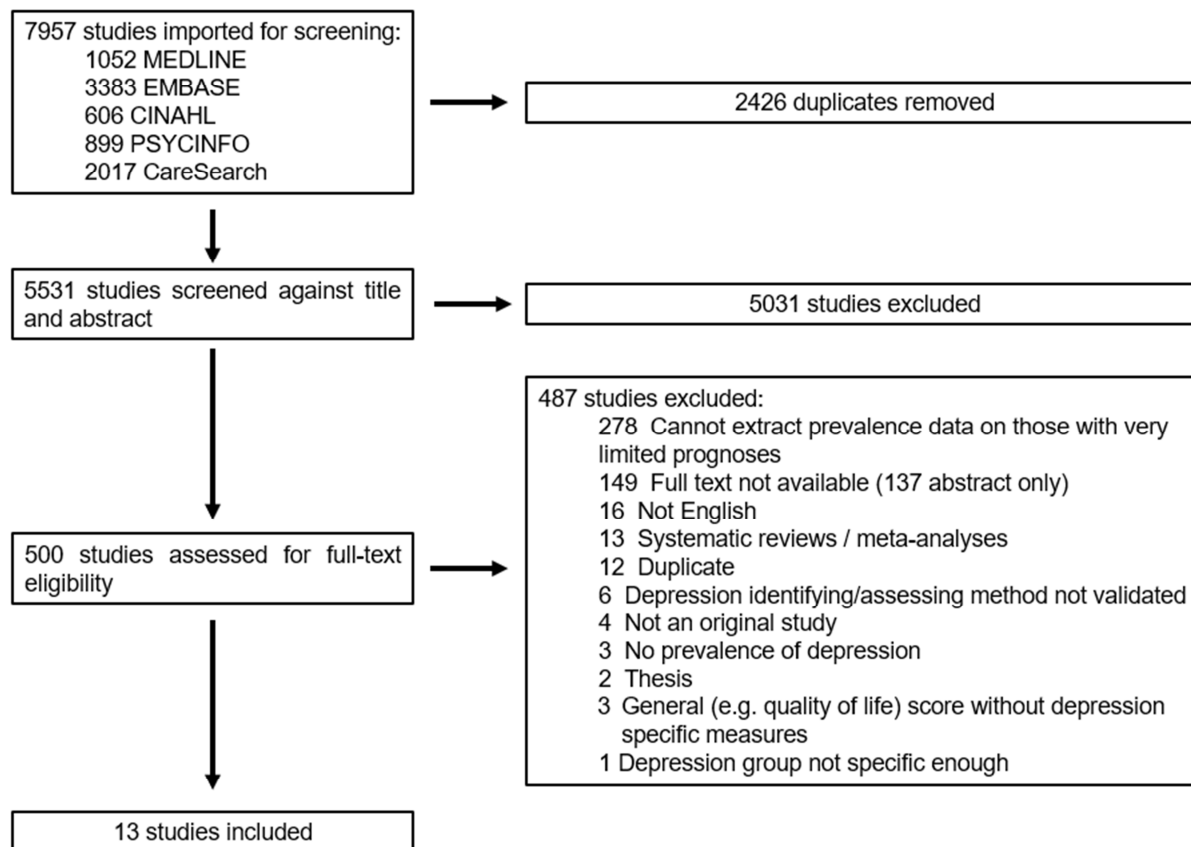 7957 studies imported for screening:
1052 MEDLINE
3383 EMBASE
606 CINAHL
899 PSYCINFO
2017 CareSearch
2426 duplicates removed
5531 studies screened against title
and abstract
5031 studies excluded
500 studies assessed for full-text
eligibility
487 studies excluded:
278 Cannot extract prevalence data on those with very
limited prognoses
149 Full text not available (137 abstract only)
16 Not English
13 Systematic reviews / meta-analyses
12 Duplicate
6 Depression identifying/assessing method not validated
4 Not an original study
3 No prevalence of depression
2 Thesis
3 General (e.g. quality of life) score without depression
specific measures
1 Depression group not specific enough
13 studies included